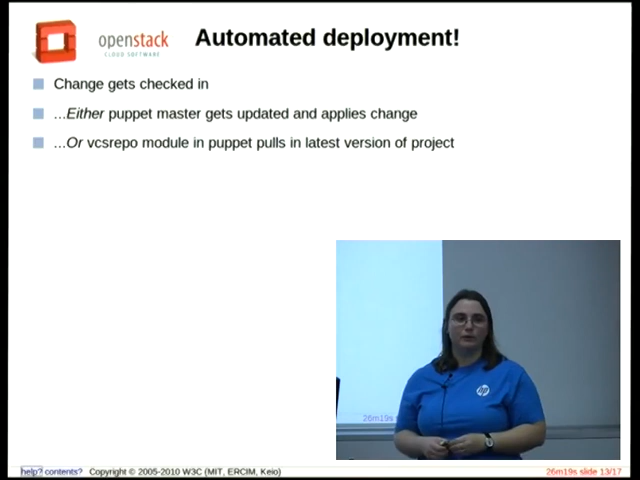 openstack
CLOUD SOFTWARE
Automated deployment!
Change gets checked in
...Either puppet master gets updated and applies change
...Or vcsrepo module in puppet pulls in latest version of project
hp
26m19s s
help? contents? Copyright © 2005-2010 W3C (MIT, ERCIM, Keio)
26m19s slide 13/17